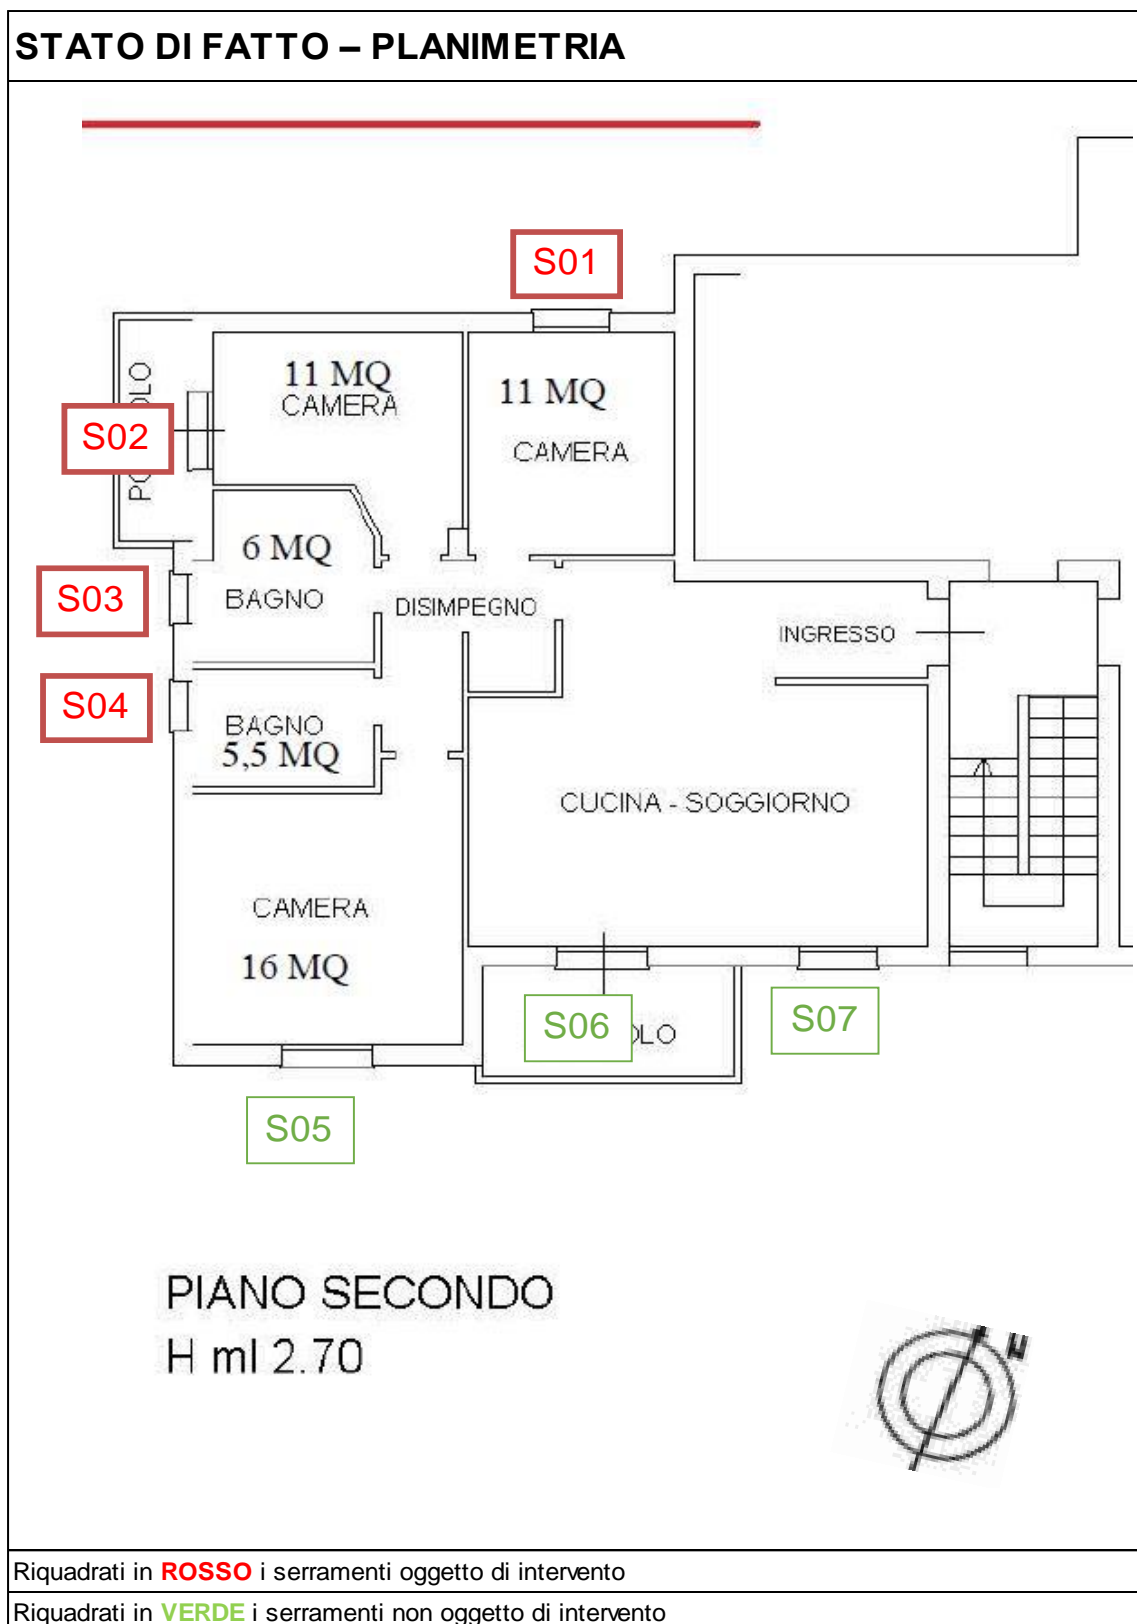 STATO DI FATTO – PLANIMETRIA
S01
11 MQ
CAMERA
11 MQ
CAMERA
S02
6 MQ
BAGNO
S03
DISIMPEGNO
INGRESSO
S04
BAGNO
5,5 MQ
CUCINA - SOGGIORNO
CAMERA
16 MQ
S06
OLO
S07
S05
PIANO SECONDO
H ml 2.70
Riquadrati in ROSSO i serramenti oggetto di intervento
Riquadrati in VERDE i serramenti non oggetto di intervento